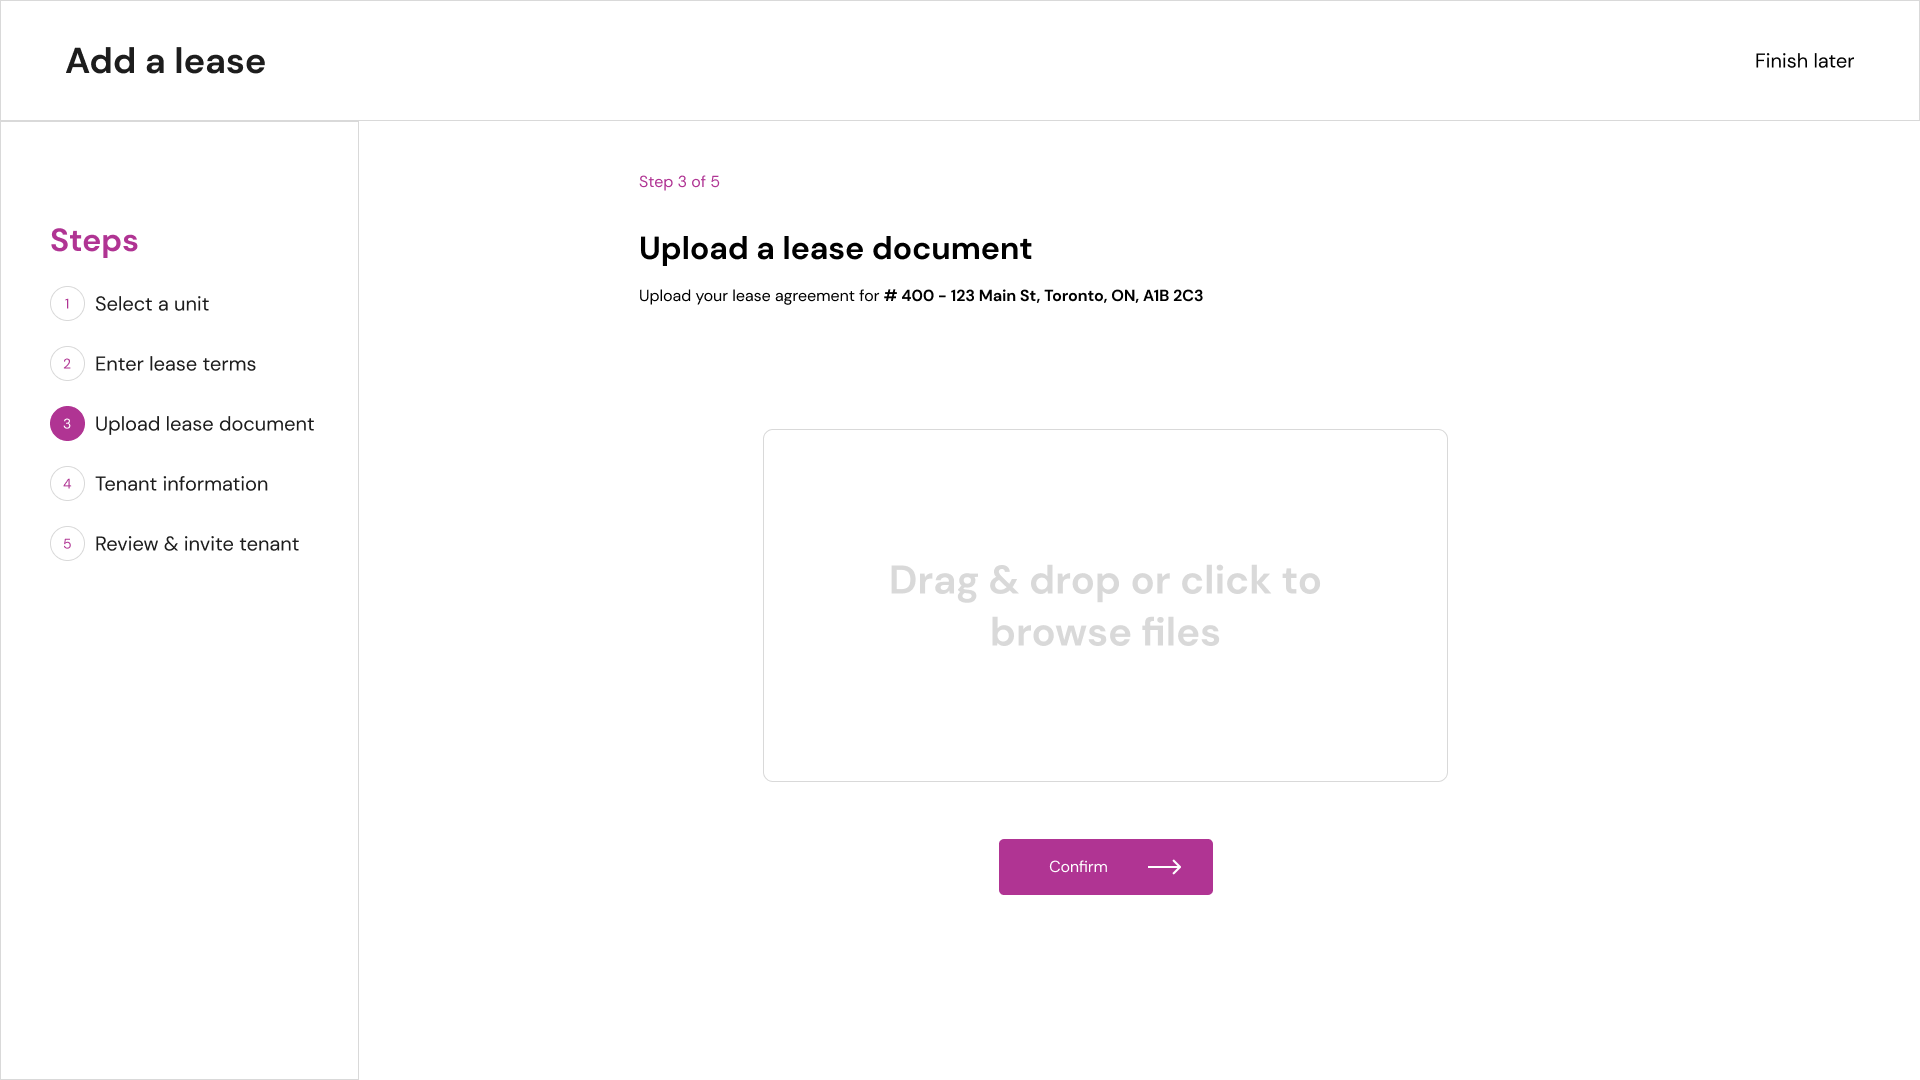 Add a lease
Finish later
Steps
1 Select a unit
2 Enter lease terms
3 Upload lease document
4 Tenant information
5 Review & invite tenant
Step 3 of 5
Upload a lease document
Upload your lease agreement for # 400 - 123 Main St, Toronto, ON, A1B 2C3
Drag & drop or click to
browse files
Confirm